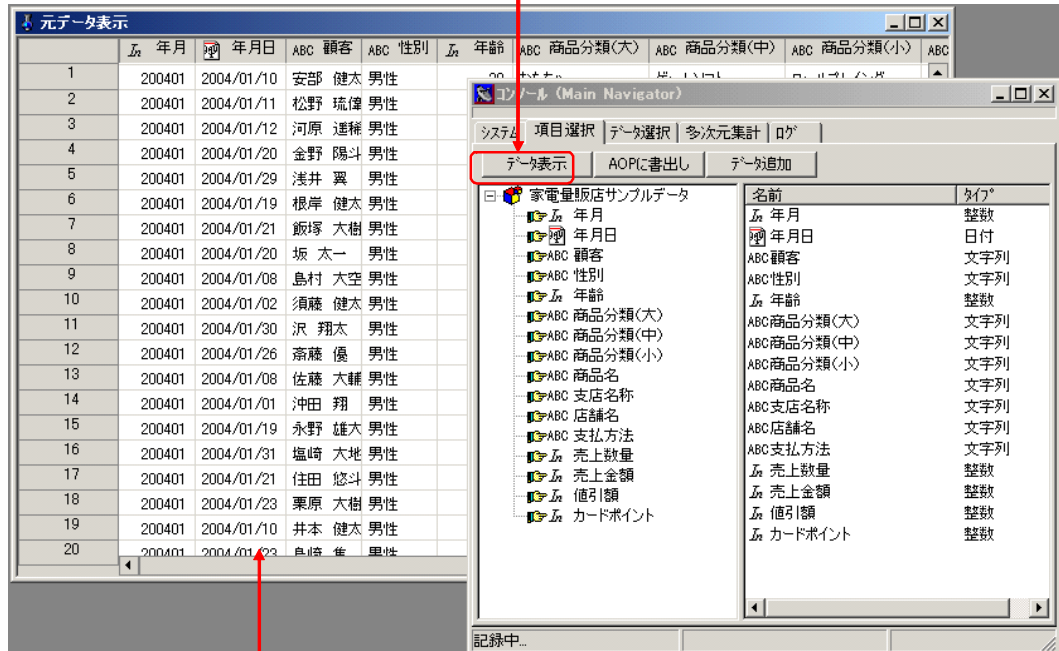 元データ表示
In 年月 年月日 ABC 顧客 ABC 性別 In 年齢 ABC 商品分類(大) ABC 商品分類(中) ABC 商品分類(小) ABC
1 200401 2004/01/10 安部 健太 男性
2 200401 2004/01/11 松野 琉偉 男性
3 200401 2004/01/12 河原 男性
4 200401 2004/01/20 金野 陽斗 男性
5 200401 2004/01/29 浅井 翼 男性
6 200401 2004/01/19 根岸 健太 男性
7 200401 2004/01/21 飯塚 大樹 男性
8 200401 2004/01/20 坂 太一 男性
9 200401 2004/01/08 島村 大空 男性
10 200401 2004/01/02 須藤 健太 男性
11 200401 2004/01/30 沢 翔太 男性
12 200401 2004/01/26 斎藤 優 男性
13 200401 2004/01/08 佐藤 大輔 男性
14 200401 2004/01/01 沖田 翔 男性
15 200401 2004/01/19 永野 雄大 男性
16 200401 2004/01/31 塩崎 大地 男性
17 200401 2004/01/21 住田 悠斗 男性
18 200401 2004/01/23 栗原 大樹 男性
19 200401 2004/01/10 井本 健太 男性
20 200401 2004/01/23 島崎 隼 男性
コンソール (Main Navigator)
システム 項目選択 データ選択 多次元集計 ログ
データ表示 AOPに書出し データ追加
家電量販店サンプルデータ
In 年月
年月日
ABC 顧客
ABC 性別
In 年齢
ABC 商品分類(大)
ABC 商品分類(中)
ABC 商品分類(小)
ABC 商品名
ABC 支店名称
ABC 店舗名
ABC 支払方法
In 売上数量
In 売上金額
In 値引額
In カードポイント
名前 タイプ
In 年月 整数
年月日 日付
ABC顧客 文字列
ABC性別 文字列
In 年齢 整数
ABC商品分類(大) 文字列
ABC商品分類(中) 文字列
ABC商品分類(小) 文字列
ABC商品名 文字列
ABC支店名称 文字列
ABC店舗名 文字列
ABC支払方法 文字列
In 売上数量 整数
In 売上金額 整数
In 値引額 整数
In カードポイント 整数
記録中...